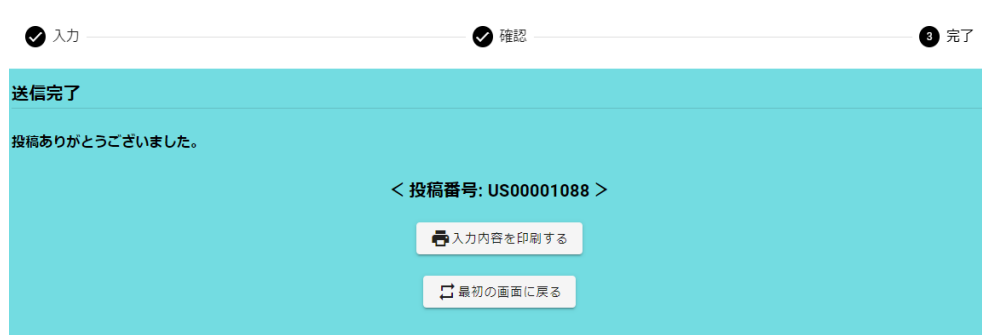 入力 確認 3 完了
送信完了
投稿ありがとうございました。
＜ 投稿番号: US00001088 ＞
入力内容を印刷する
最初の画面に戻る